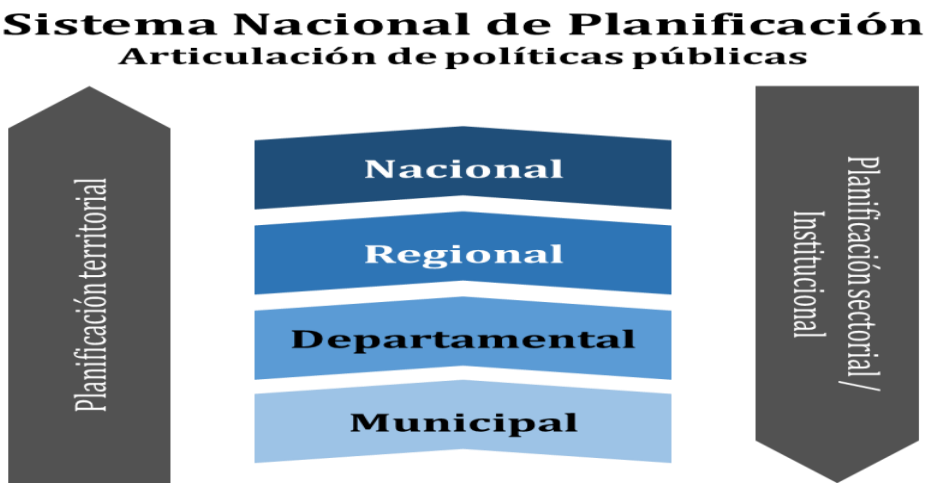 Sistema Nacional de Planificación
Articulación de políticas públicas
Planificación territorial
Nacional
Regional
Departamental
Municipal
Planificación sectorial /
Institucional